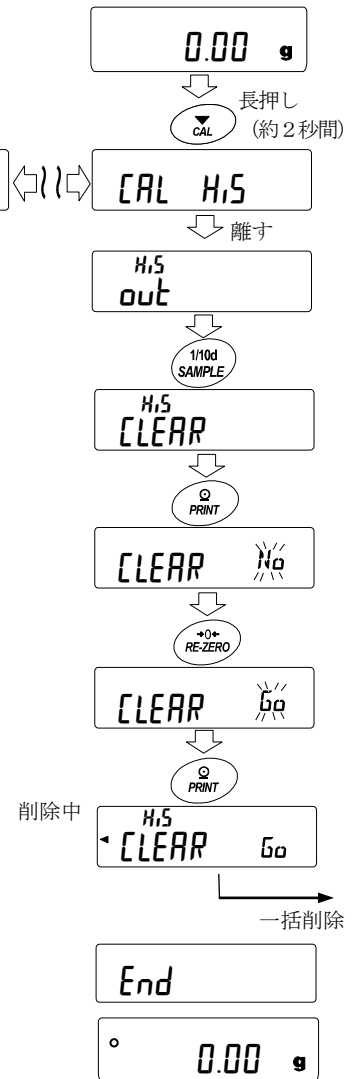 0.00 g
長押し
CAL
(約2秒間)
CAL HiS
離す
HiS
out
1/10d
SAMPLE
HiS
CLEAR
PRINT
CLEAR No
→0←
RE-ZERO
CLEAR Go
PRINT
削除中
HiS
CLEAR Go
一括削除
End
0.00 g